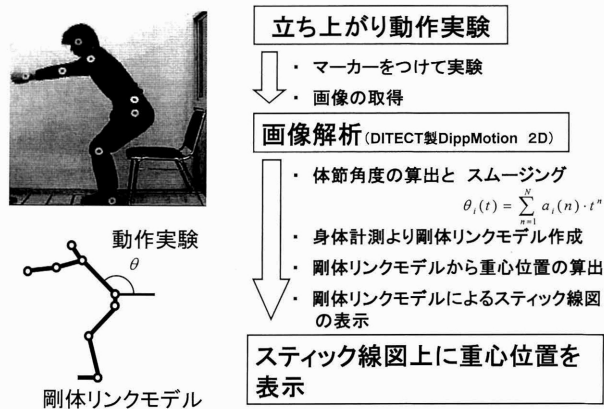 立ち上がり動作実験
・ マーカーをつけて実験
・ 画像の取得
画像解析(DITECT製DippMotion 2D)
・ 体節角度の算出と スムージング
θ_i(t) = \sum_{n=1}^{N} a_i(n)・t^n
・ 身体計測より剛体リンクモデル作成
・ 剛体リンクモデルから重心位置の算出
・ 剛体リンクモデルによるスティック線図
の表示
スティック線図上に重心位置を
表示
動作実験
θ
剛体リンクモデル